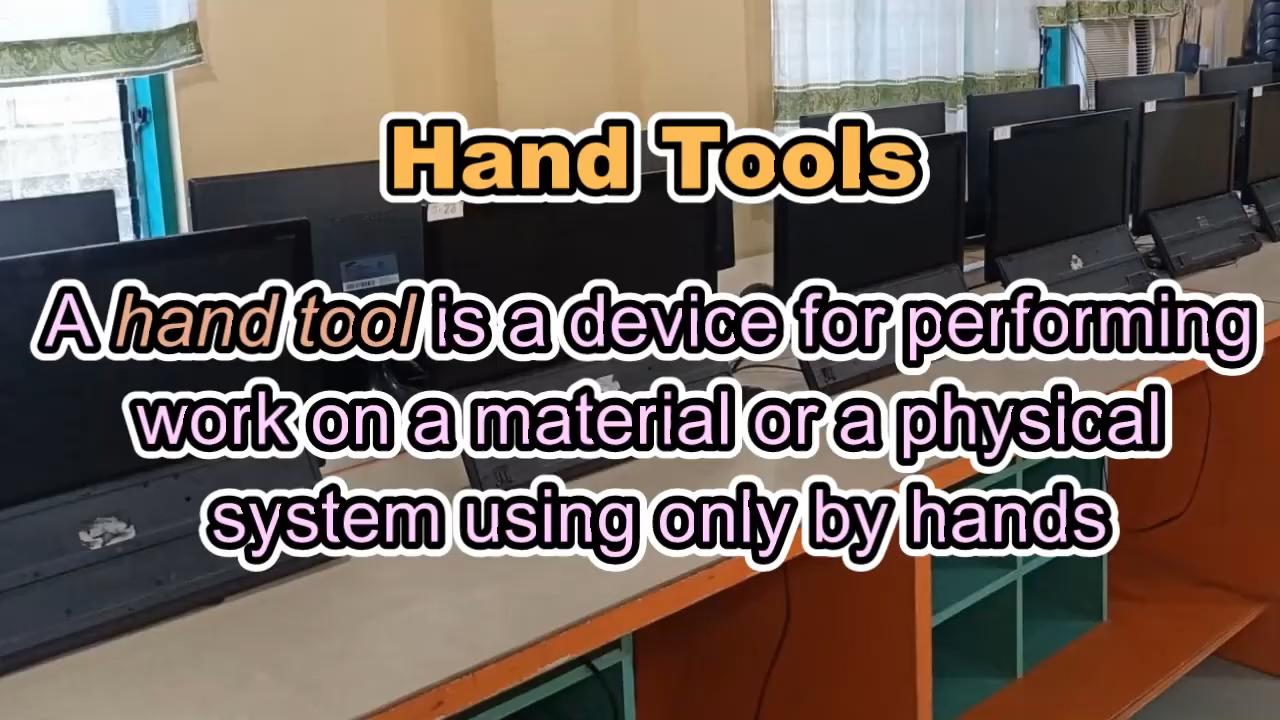 Hand Tools
A hand tool is a device for performing
work on a material or a physical
system using only by hands